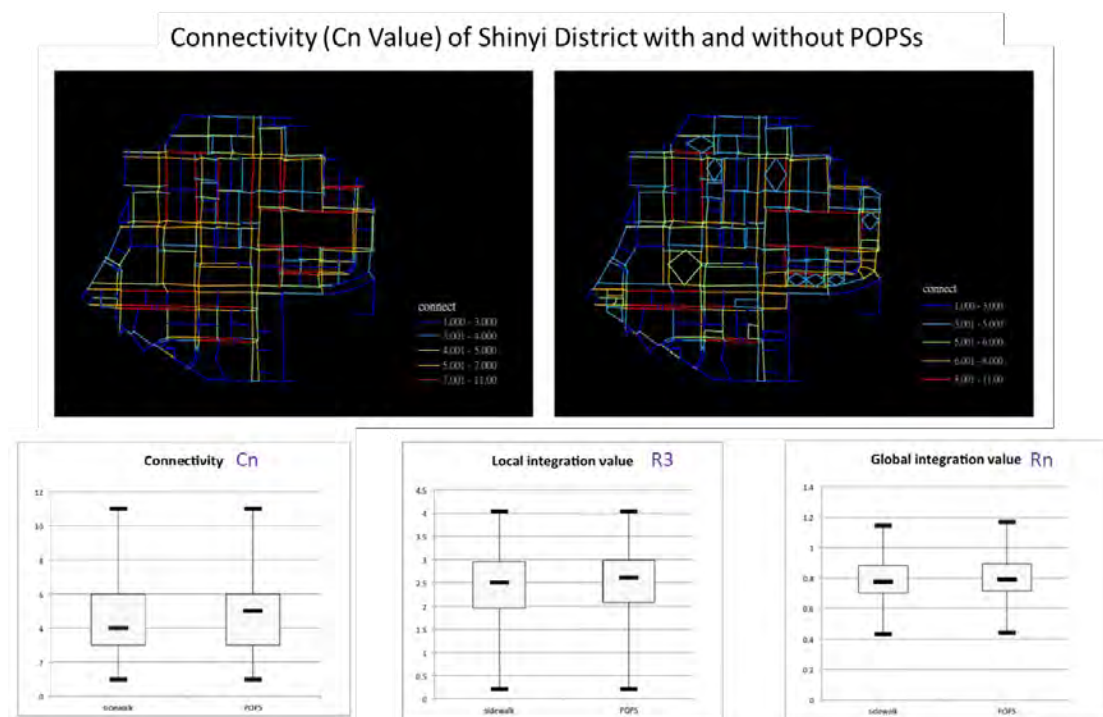 Connectivity (Cn Value) of Shinyi District with and without POPSs
connect
1.000 - 3.000
3.001 - 4.000
4.001 - 5.000
5.001 - 7.000
7.001 - 11.00
connect
1.000 - 3.000
3.001 - 5.000
5.001 - 6.000
6.001 - 8.000
8.001 - 11.00
Connectivity Cn
12
10
8
6
4
2
0
sidewalk
POPS
Local integration value R3
4.5
4
3.5
3
2.5
2
1.5
1
0.5
0
sidewalk
POPS
Global integration value Rn
1.4
1.2
1
0.8
0.6
0.4
0.2
0
sidewalk
POPS